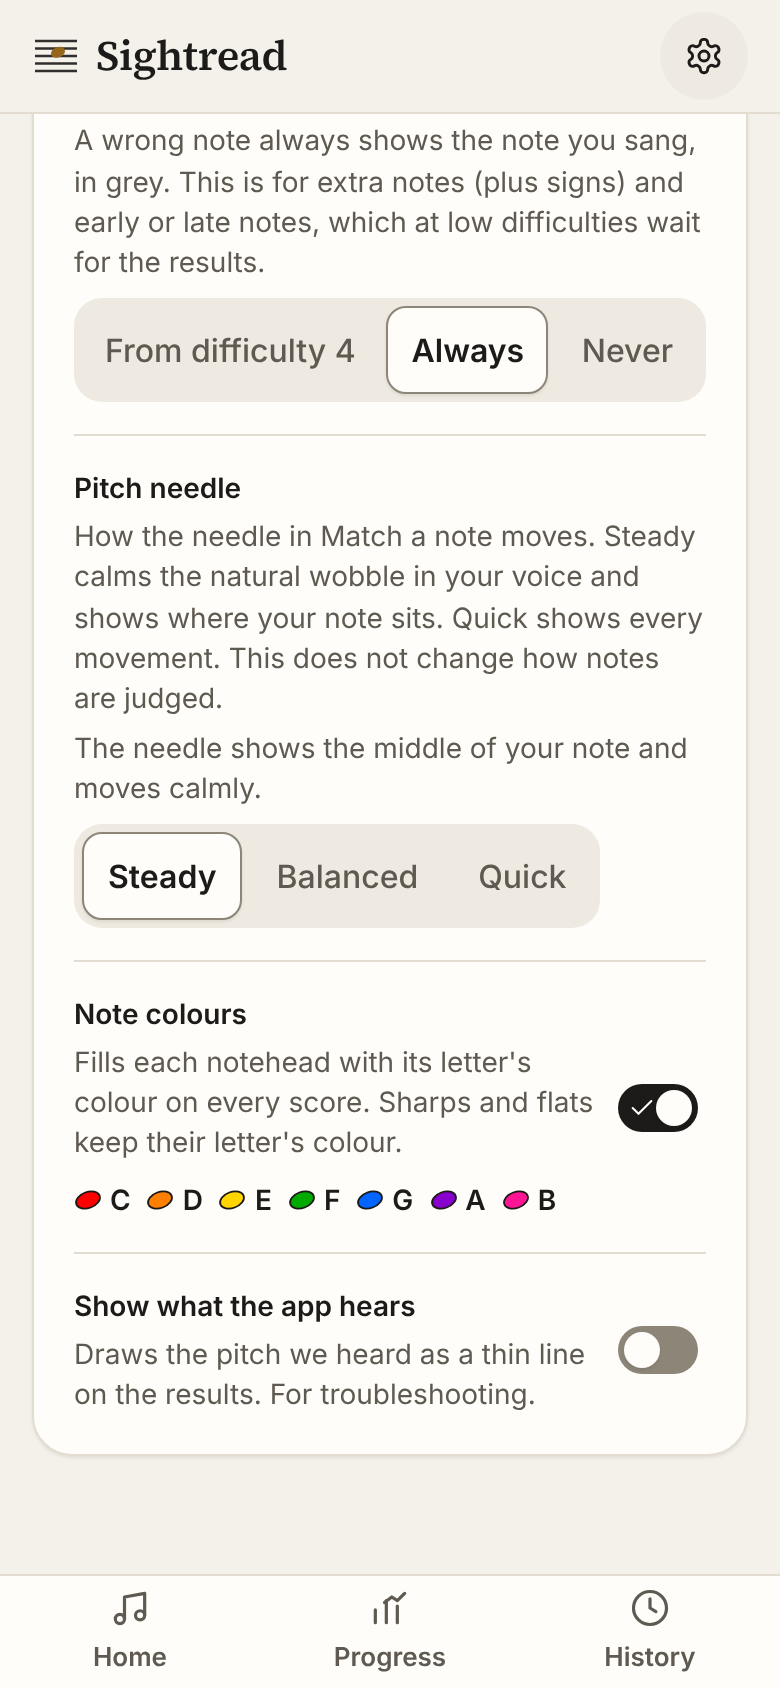 Sightread
A wrong note always shows the note you sang,
in grey. This is for extra notes (plus signs) and
early or late notes, which at low difficulties wait
for the results.
From difficulty 4 Always Never
Pitch needle
How the needle in Match a note moves. Steady
calms the natural wobble in your voice and
shows where your note sits. Quick shows every
movement. This does not change how notes
are judged.
The needle shows the middle of your note and
moves calmly.
Steady Balanced Quick
Note colours
Fills each notehead with its letter's
colour on every score. Sharps and flats
keep their letter's colour.
C D E F G A B
Show what the app hears
Draws the pitch we heard as a thin line
on the results. For troubleshooting.
Home Progress History